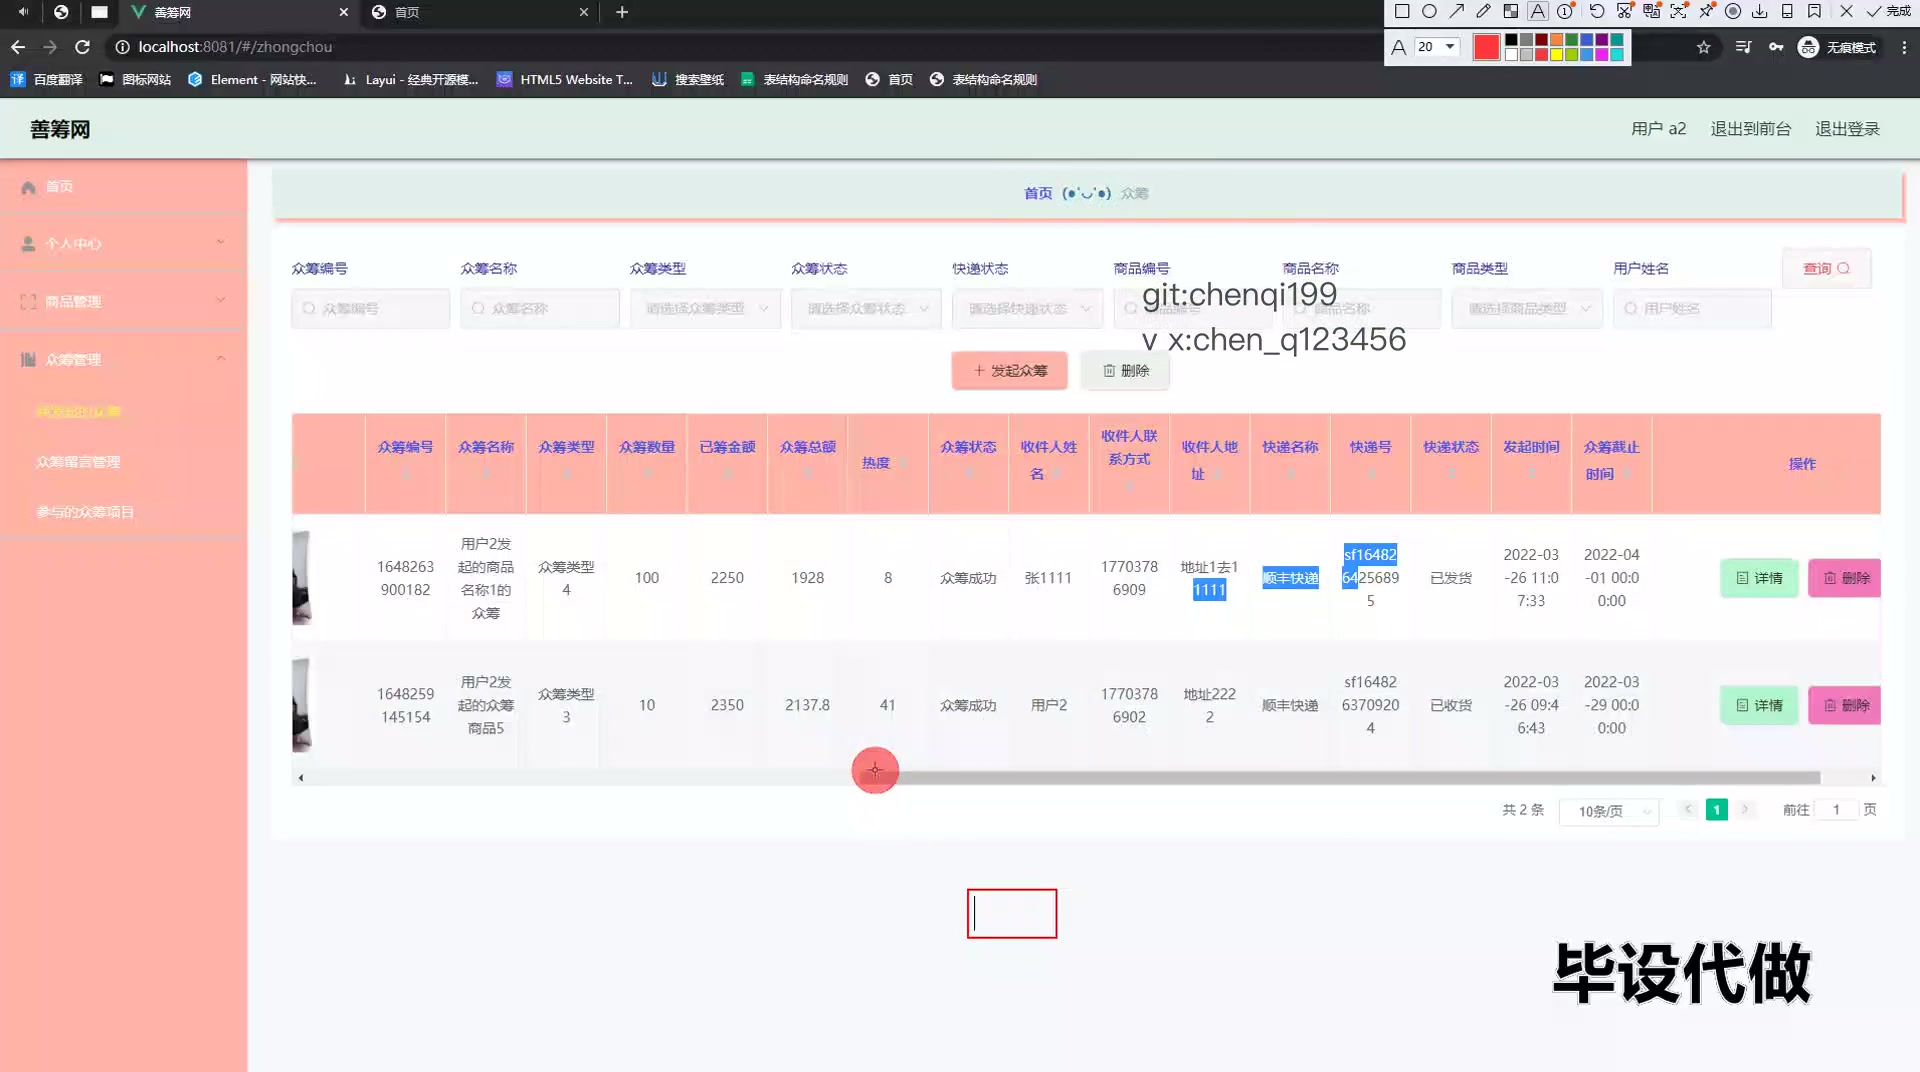 善筹网
首页
localhost:8081/#/zhongchou
A
20
完成
无痕模式
百度翻译
图标网站
Element - 网站快...
Layui - 经典开源模...
HTML5 Website T...
搜索壁纸
表结构命名规则
首页
表结构命名规则
善筹网
用户 a2
退出到前台
退出登录
首页
个人中心
商品管理
众筹管理
众筹留言管理
参与的众筹项目
首页 (●'◡'●) 众筹
众筹编号 众筹名称 众筹类型 众筹状态 快递状态 商品编号 商品名称 商品类型 用户姓名
众筹编号 众筹名称 请选择众筹类型 请选择众筹状态 请选择快递状态 商品编号 商品名称 请选择商品类型 用户姓名
查询
git:chenqi199
v x:chen_q123456
+ 发起众筹
删除
众筹编号 众筹名称 众筹类型 众筹数量 已筹金额 众筹总额 热度 众筹状态 收件人姓名 收件人联系方式 收件人地址 快递名称 快递号 快递状态 发起时间 众筹截止时间 操作
1648263900182 用户2发起的商品名称1的众筹 众筹类型4 100 2250 1928 8 众筹成功 张1111 17703786909 地址1去11111 顺丰快递 sf1648264256895 已发货 2022-03-26 11:07:33 2022-04-01 00:00:00 详情 删除
1648259145154 用户2发起的众筹商品5 众筹类型3 10 2350 2137.8 41 众筹成功 用户2 17703786902 地址2222 顺丰快递 sf1648263709204 已收货 2022-03-26 09:46:43 2022-03-29 00:00:00 详情 删除
共 2 条
10条/页
1
前往 1 页
毕设代做